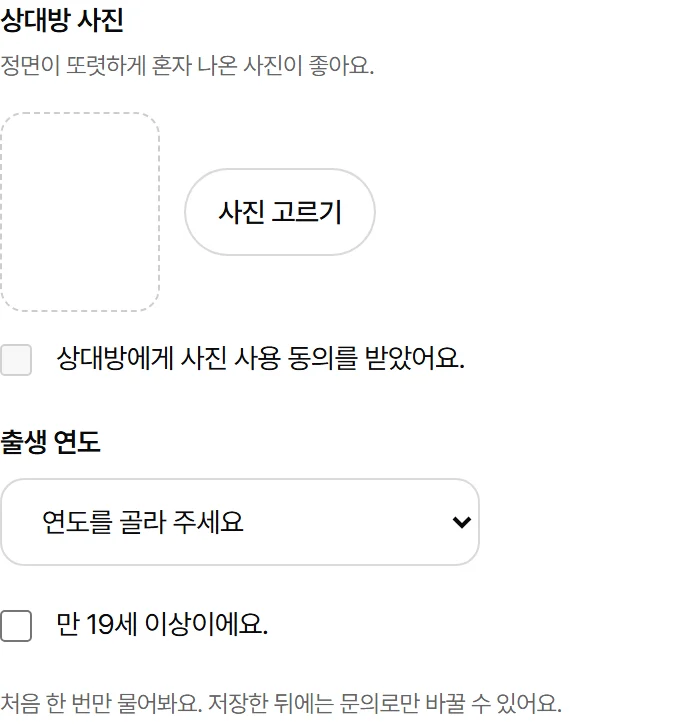 상대방 사진
정면이 또렷하게 혼자 나온 사진이 좋아요.
사진 고르기
상대방에게 사진 사용 동의를 받았어요.
출생 연도
연도를 골라 주세요
만 19세 이상이에요.
처음 한 번만 물어봐요. 저장한 뒤에는 문의로만 바꿀 수 있어요.